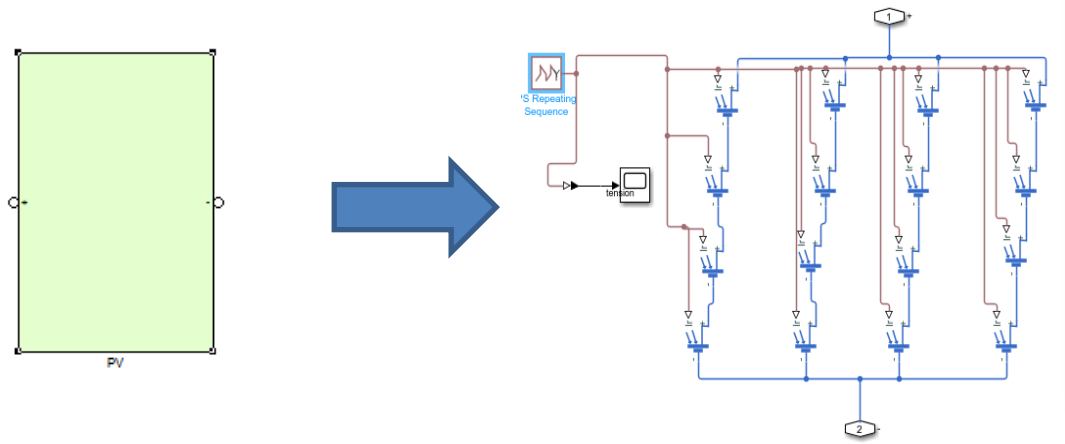 +
-
PV
'S Repeating
Sequence
tension
1
+
2
-